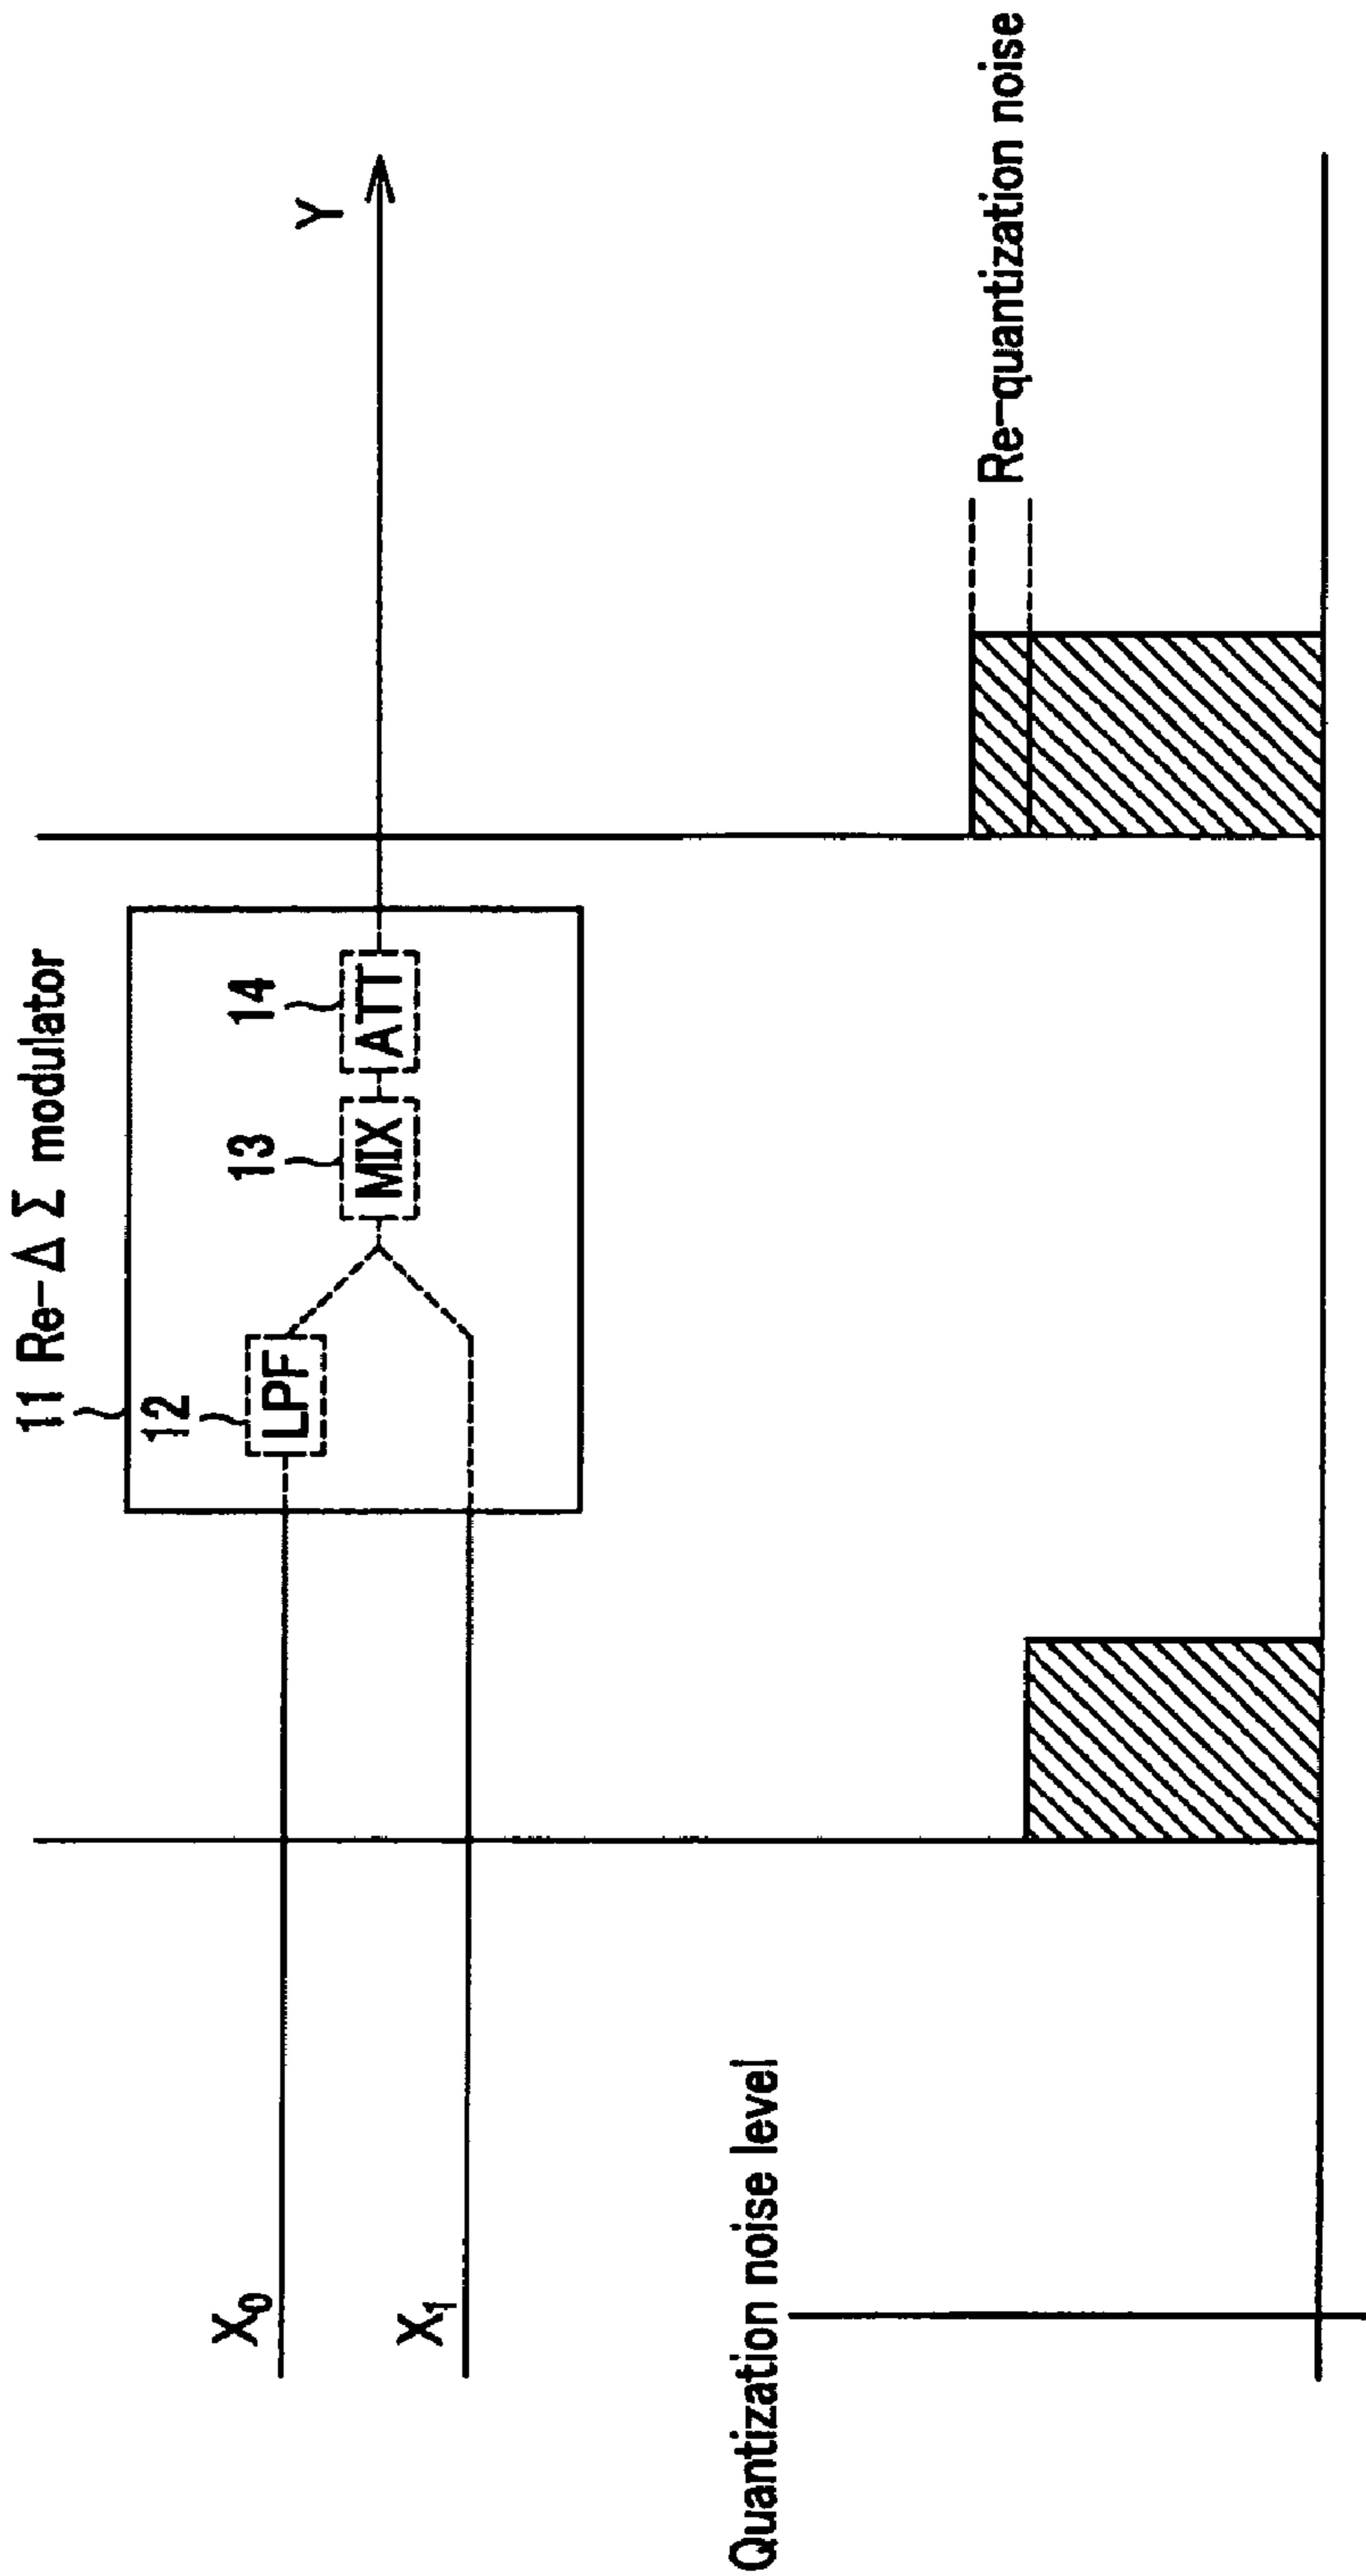 11 Re-Δ Σ modulator
12
13
14
X0
LPF
MIX
ATT
Y
X1
Quantization noise level
Re-quantization noise